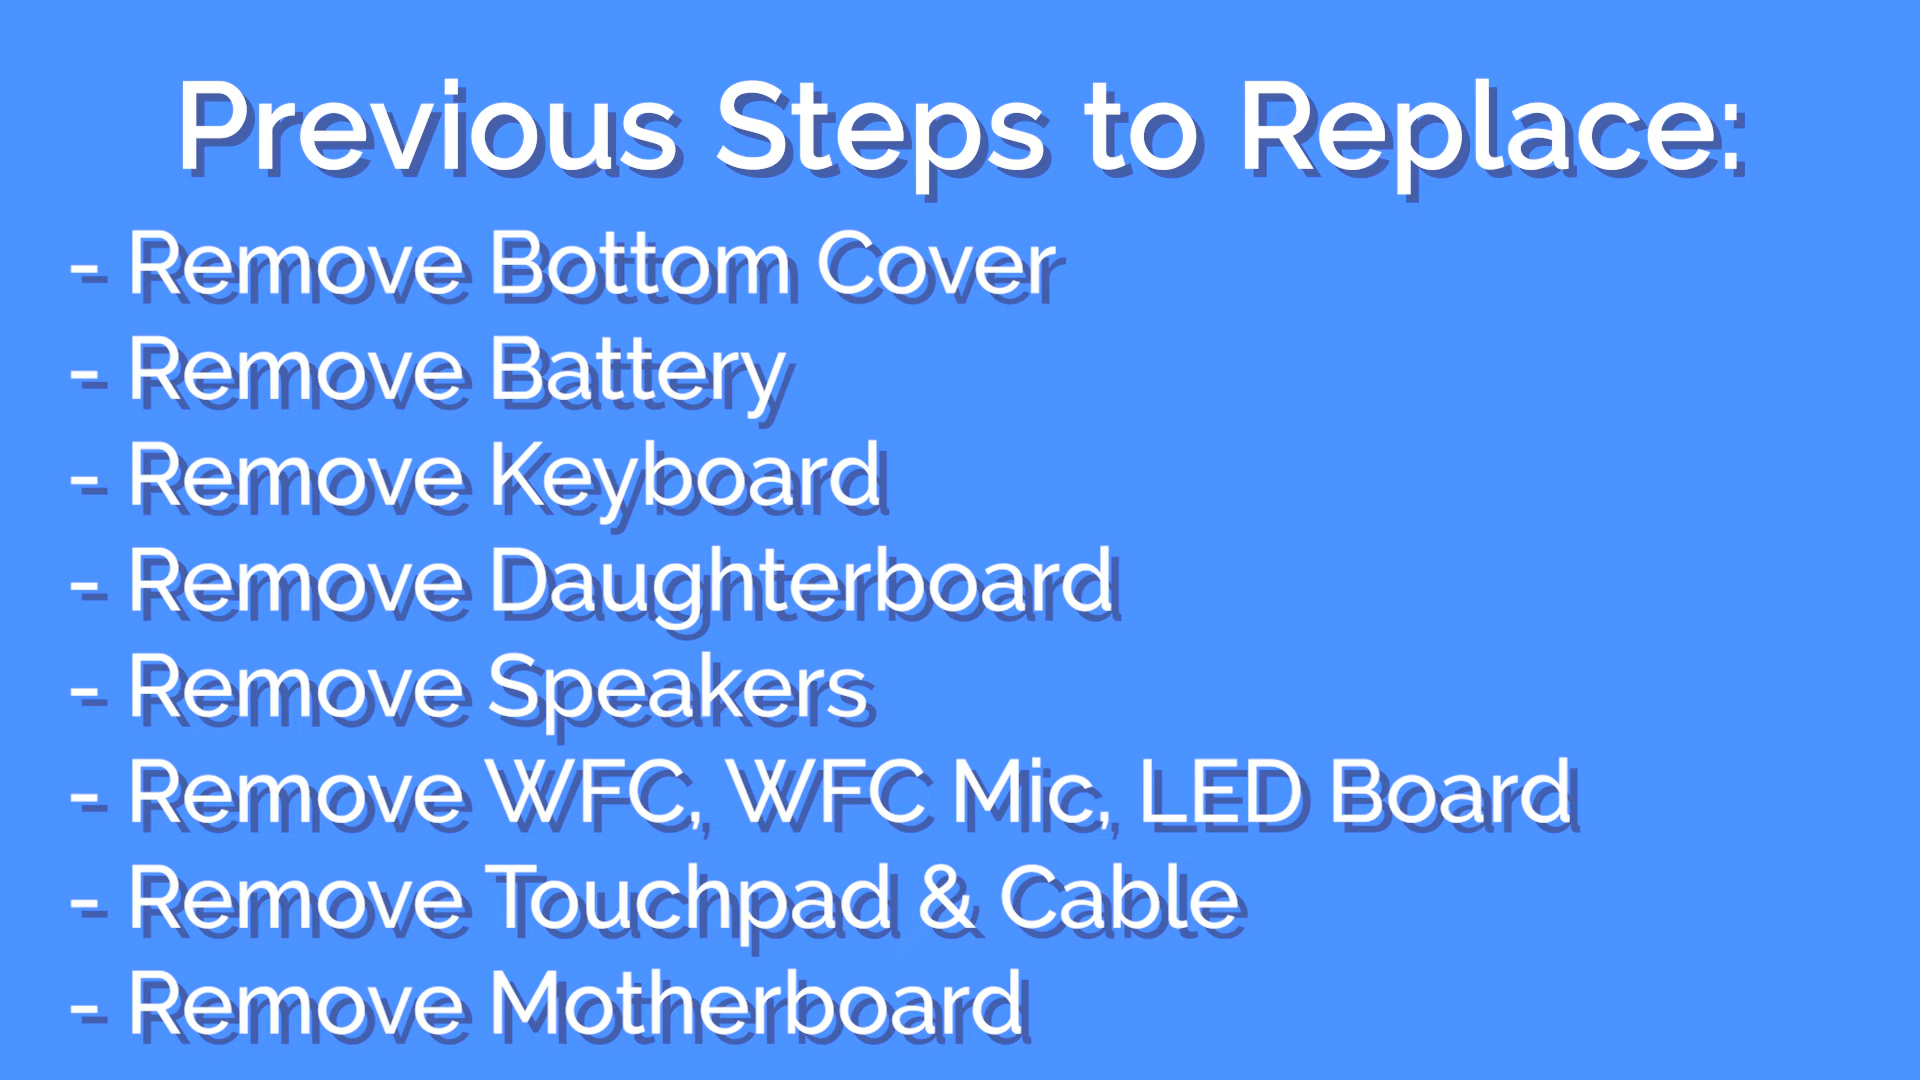 Previous Steps to Replace:
- Remove Bottom Cover
- Remove Battery
- Remove Keyboard
- Remove Daughterboard
- Remove Speakers
- Remove WFC, WFC Mic, LED Board
- Remove Touchpad & Cable
- Remove Motherboard